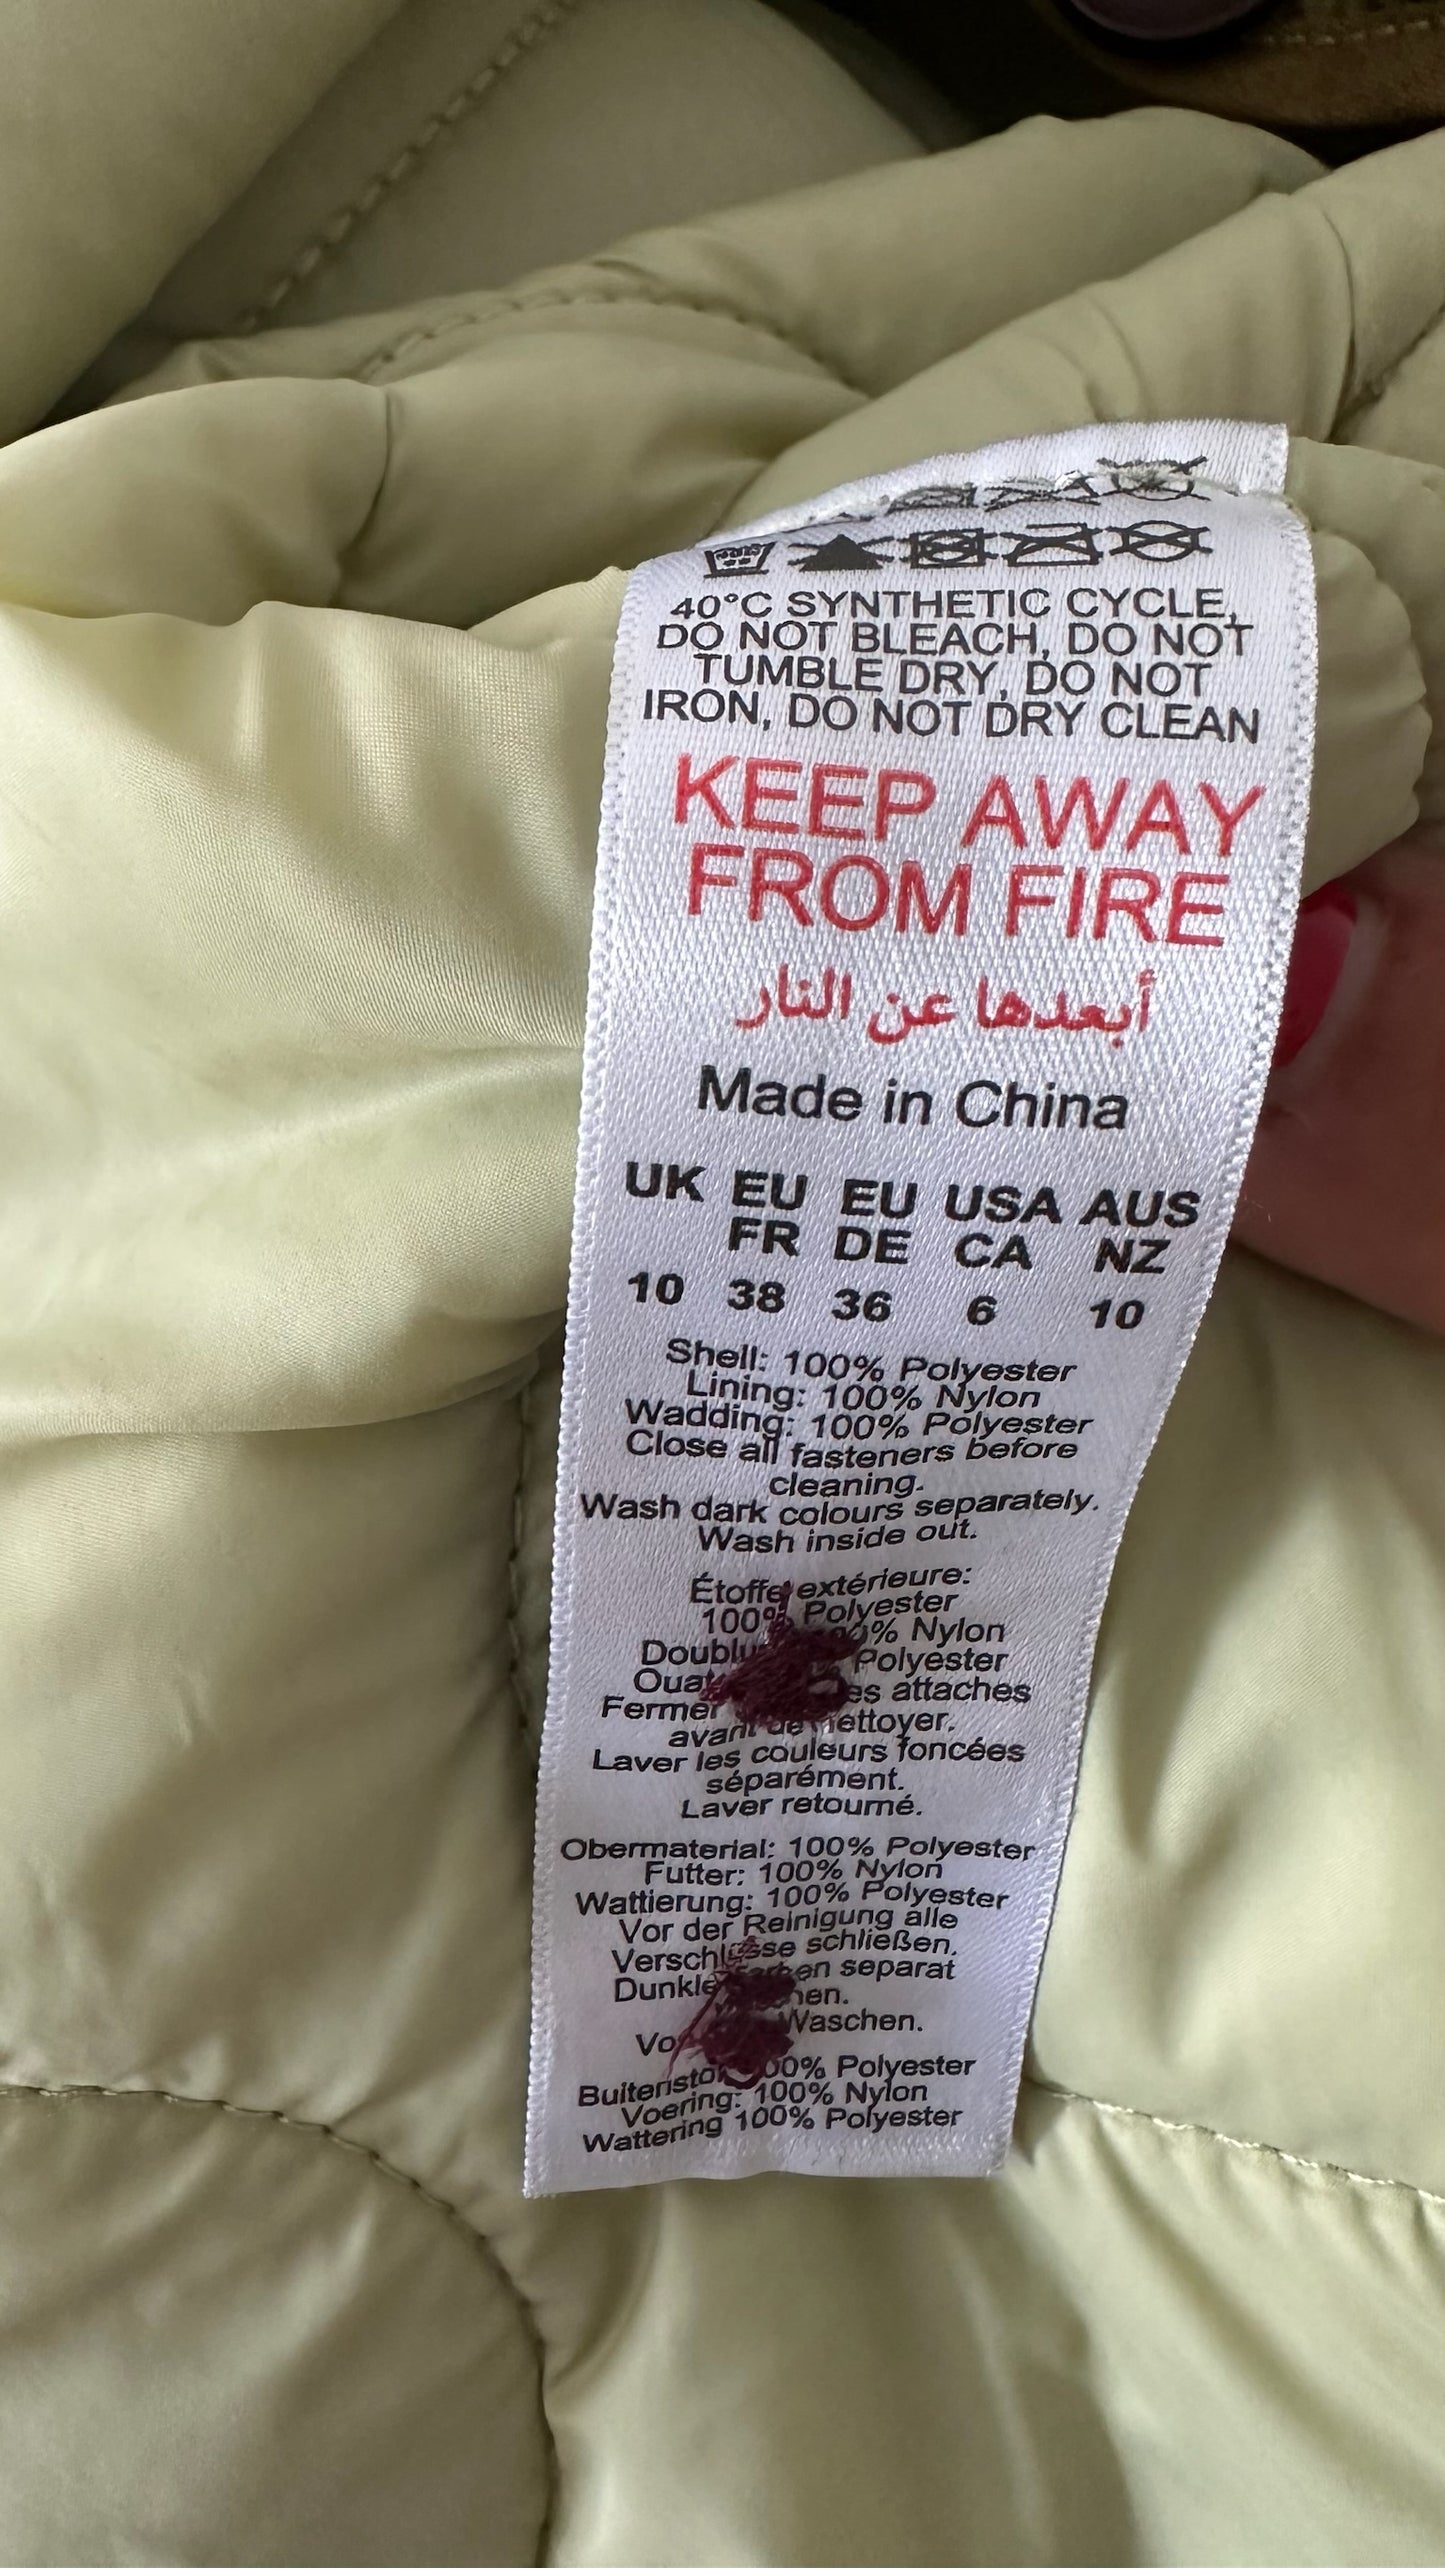 40°C SYNTHETIC CYCLE,
DO NOT BLEACH, DO NOT
TUMBLE DRY, DO NOT
IRON, DO NOT DRY CLEAN
KEEP AWAY
FROM FIRE
أبعدها عن النار
Made in China
UK EU EU USA AUS
FR DE CA NZ
10 38 36 6 10
Shell: 100% Polyester
Lining: 100% Nylon
Wadding: 100% Polyester
Close all fasteners before
cleaning.
Wash dark colours separately.
Wash inside out.
Étoffe extérieure:
100% Polyester
% Nylon
Polyester
Fermer attaches
avant de nettoyer.
Laver les couleurs foncées
séparément.
Laver retourné.
Obermaterial: 100% Polyester
Futter: 100% Nylon
Wattierung: 100% Polyester
Vor der Reinigung alle
Verschlüsse schließen.
Dunkle separat
Waschen.
100% Polyester
Voering: 100% Nylon
Wattering 100% Polyester